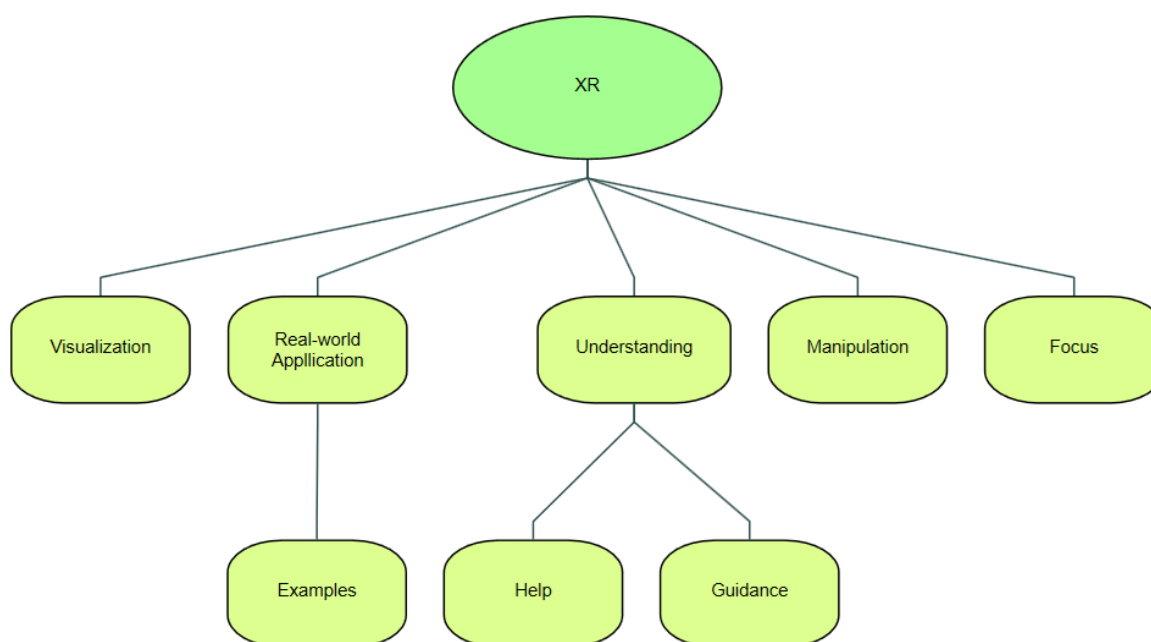 XR
Visualization
Real-world
Appllication
Understanding
Manipulation
Focus
Examples
Help
Guidance